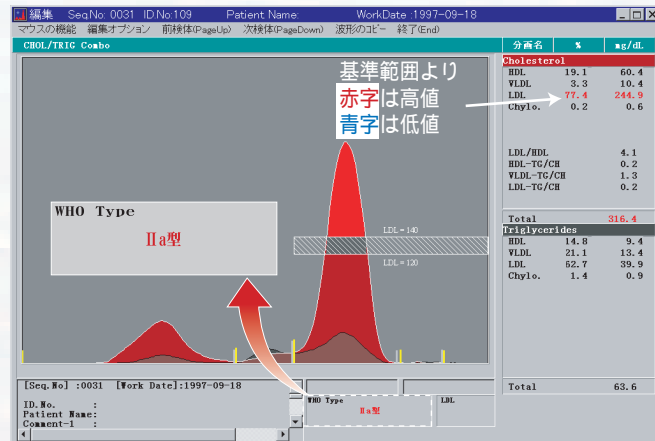 編集 Seq.No: 0031 ID.No:109 Patient Name: WorkDate :1997-09-18
マウスの機能 編集オプション 前検体(PageUp) 次検体(PageDown) 波形のコピー 終了(End)
CHOL/TRIG Combo
分画名 % mg/dL
Cholesterol
HDL 19.1 60.4
VLDL 3.3 10.4
LDL 77.4 244.9
Chylo. 0.2 0.6
LDL/HDL 4.1
HDL-TG/CH 0.2
VLDL-TG/CH 1.3
LDL-TG/CH 0.2
Total 316.4
Triglycerides
HDL 14.8 9.4
VLDL 21.1 13.4
LDL 62.7 39.9
Chylo. 1.4 0.9
Total 63.6
基準範囲より
赤字は高値
青字は低値
WHO Type
Ⅱa型
LDL = 140
LDL = 120
[Seq.No] :0031 [Work Date]:1997-09-18
ID.No. :
Patient Name:
Comment-1 :
WHO Type
Ⅱa型
LDL